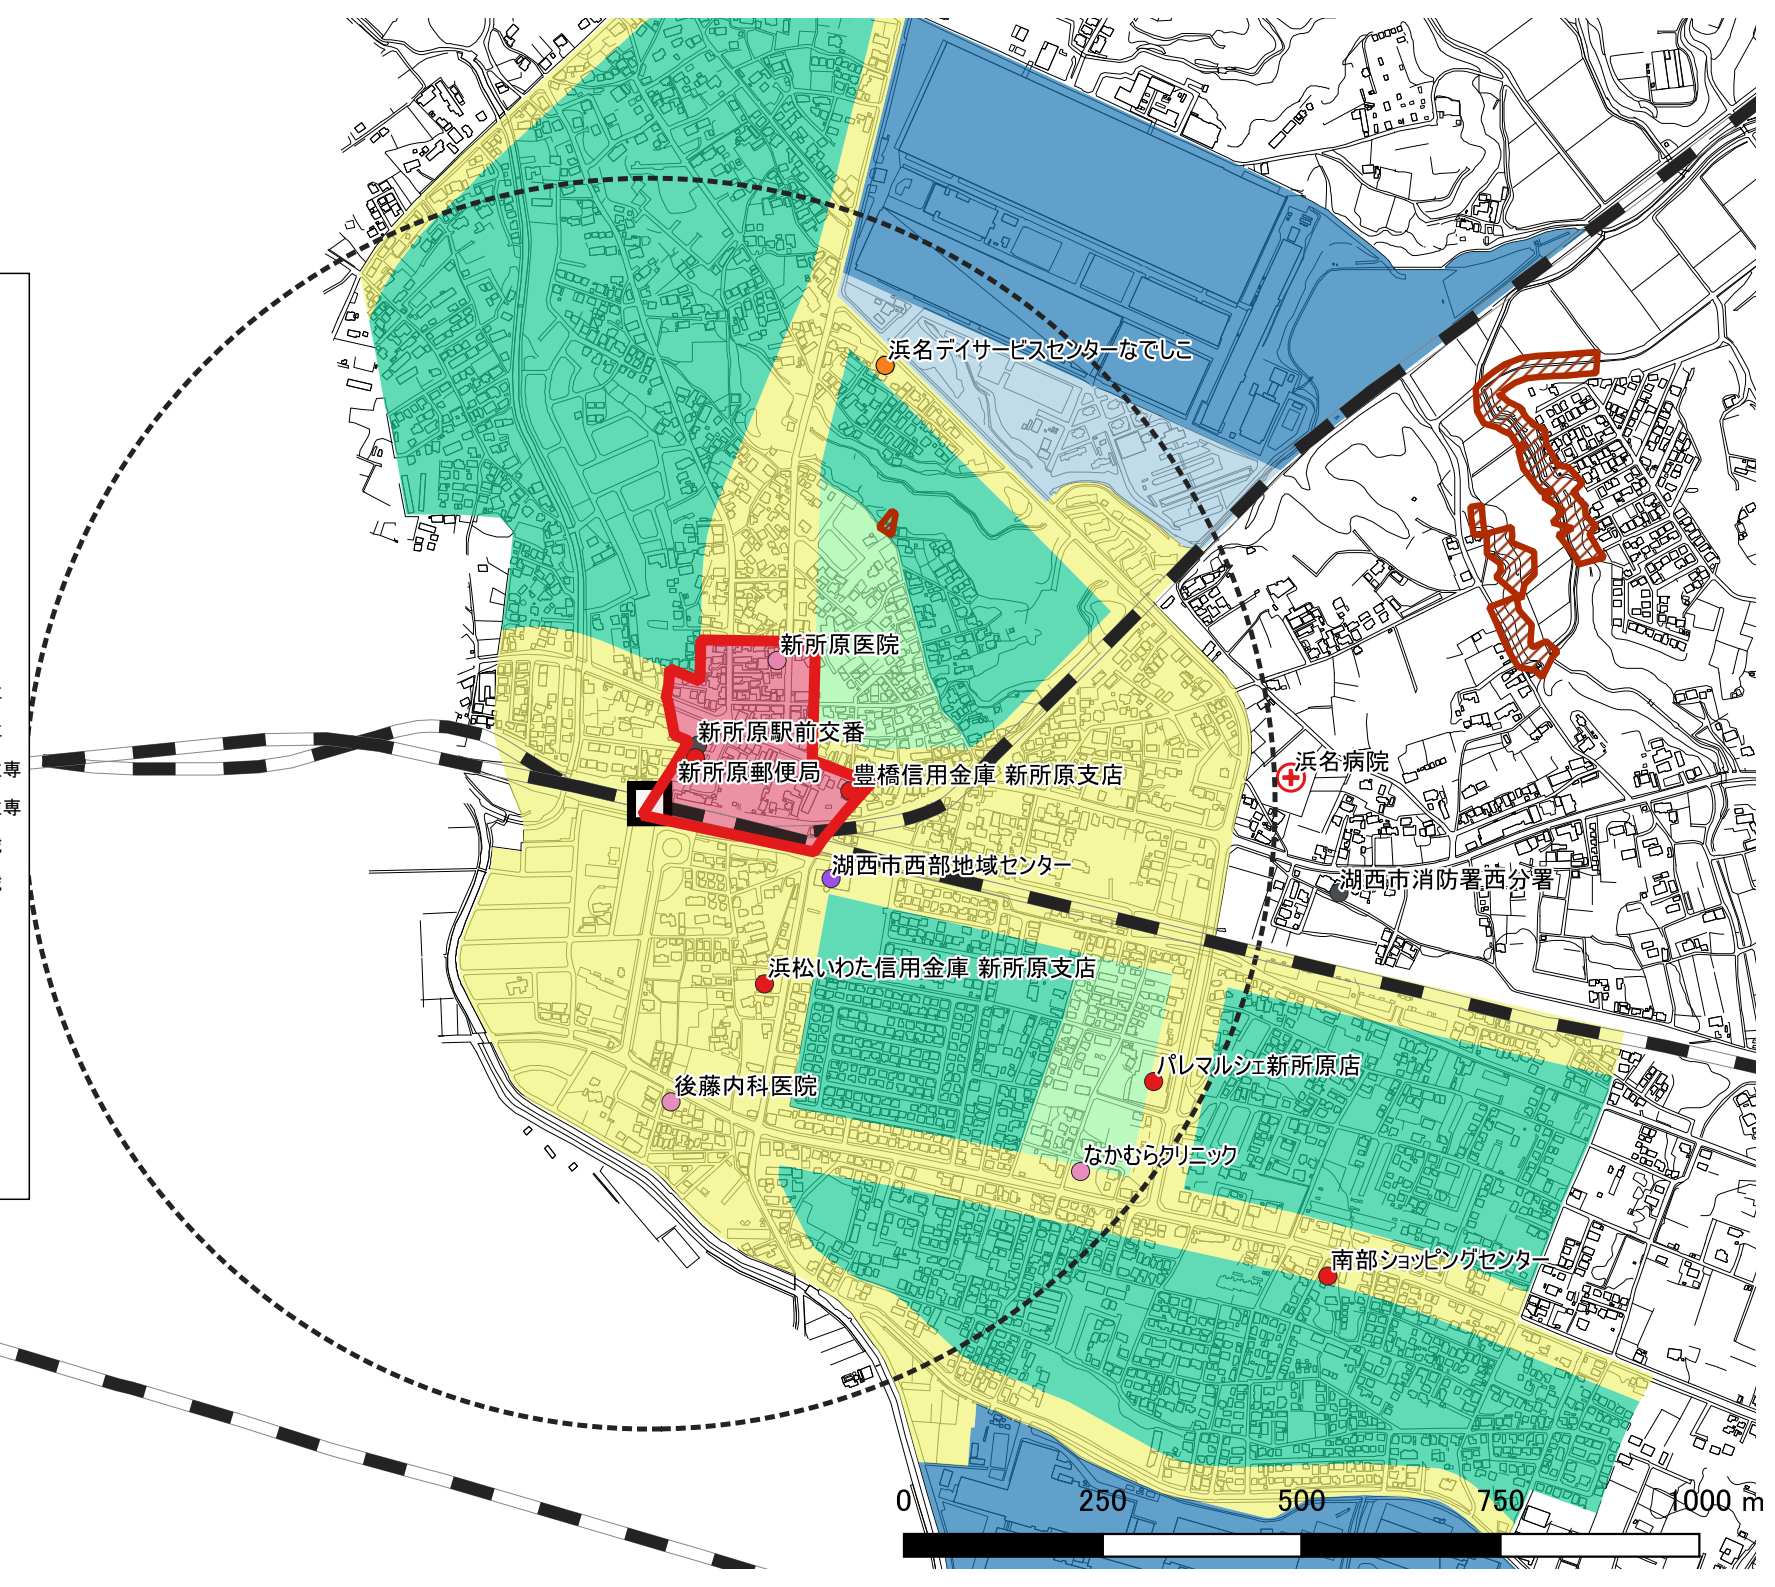 浜名デイサービスセンターなでしこ
新所原医院
専
新所原駅前交番
新所原郵便局
豊橋信用金庫 新所原支店
浜名病院
専
湖西市西部地域センター
湖西市消防署西分署
浜松いわた信用金庫 新所原支店
パレマルシェ新所原店
後藤内科医院
なかむらクリニック
南部ショッピングセンター
0 250 500 750 1000 m